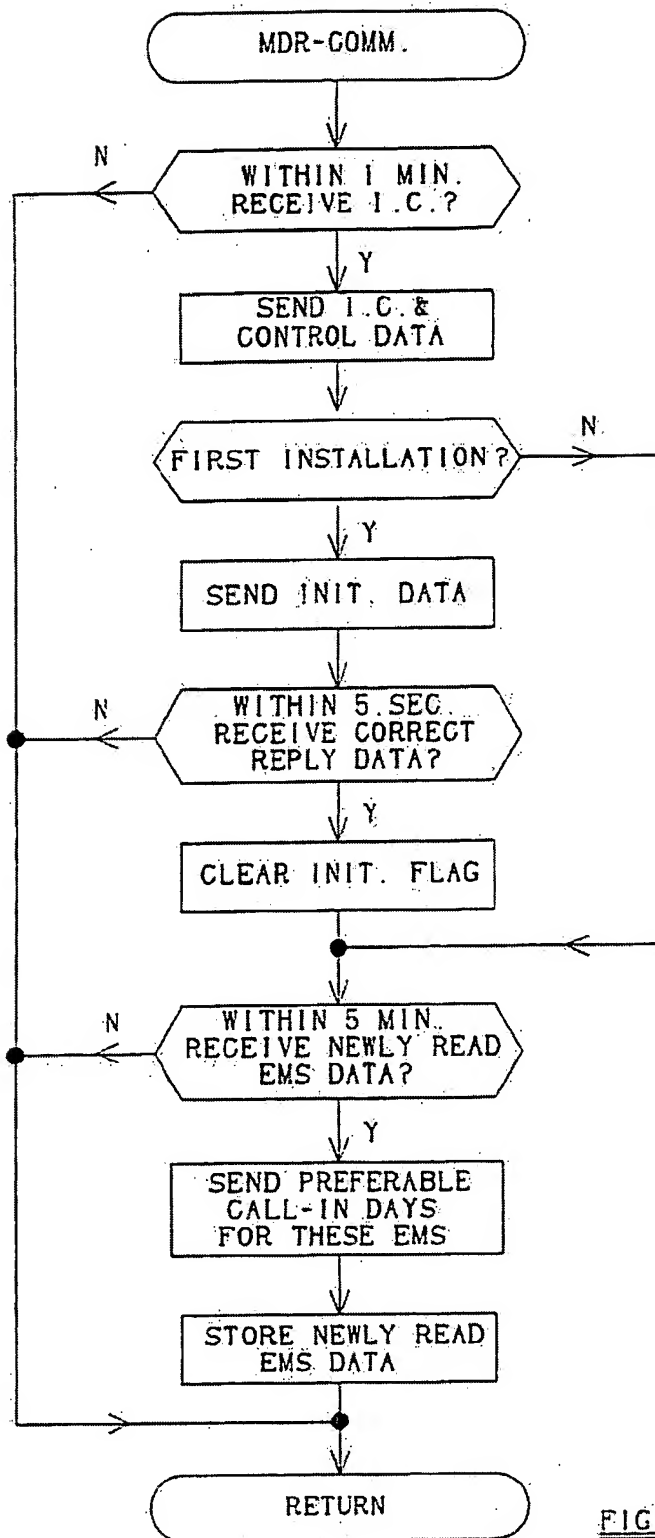 MDR-COMM.
N
WITHIN 1 MIN.
RECEIVE I.C.?
Y
SEND I.C.&
CONTROL DATA
FIRST INSTALLATION?
N
Y
SEND INIT. DATA
N
WITHIN 5 SEC.
RECEIVE CORRECT
REPLY DATA?
Y
CLEAR INIT. FLAG
N
WITHIN 5 MIN.
RECEIVE NEWLY READ
EMS DATA?
Y
SEND PREFERABLE
CALL-IN DAYS
FOR THESE EMS
STORE NEWLY READ
EMS DATA
RETURN
FIG